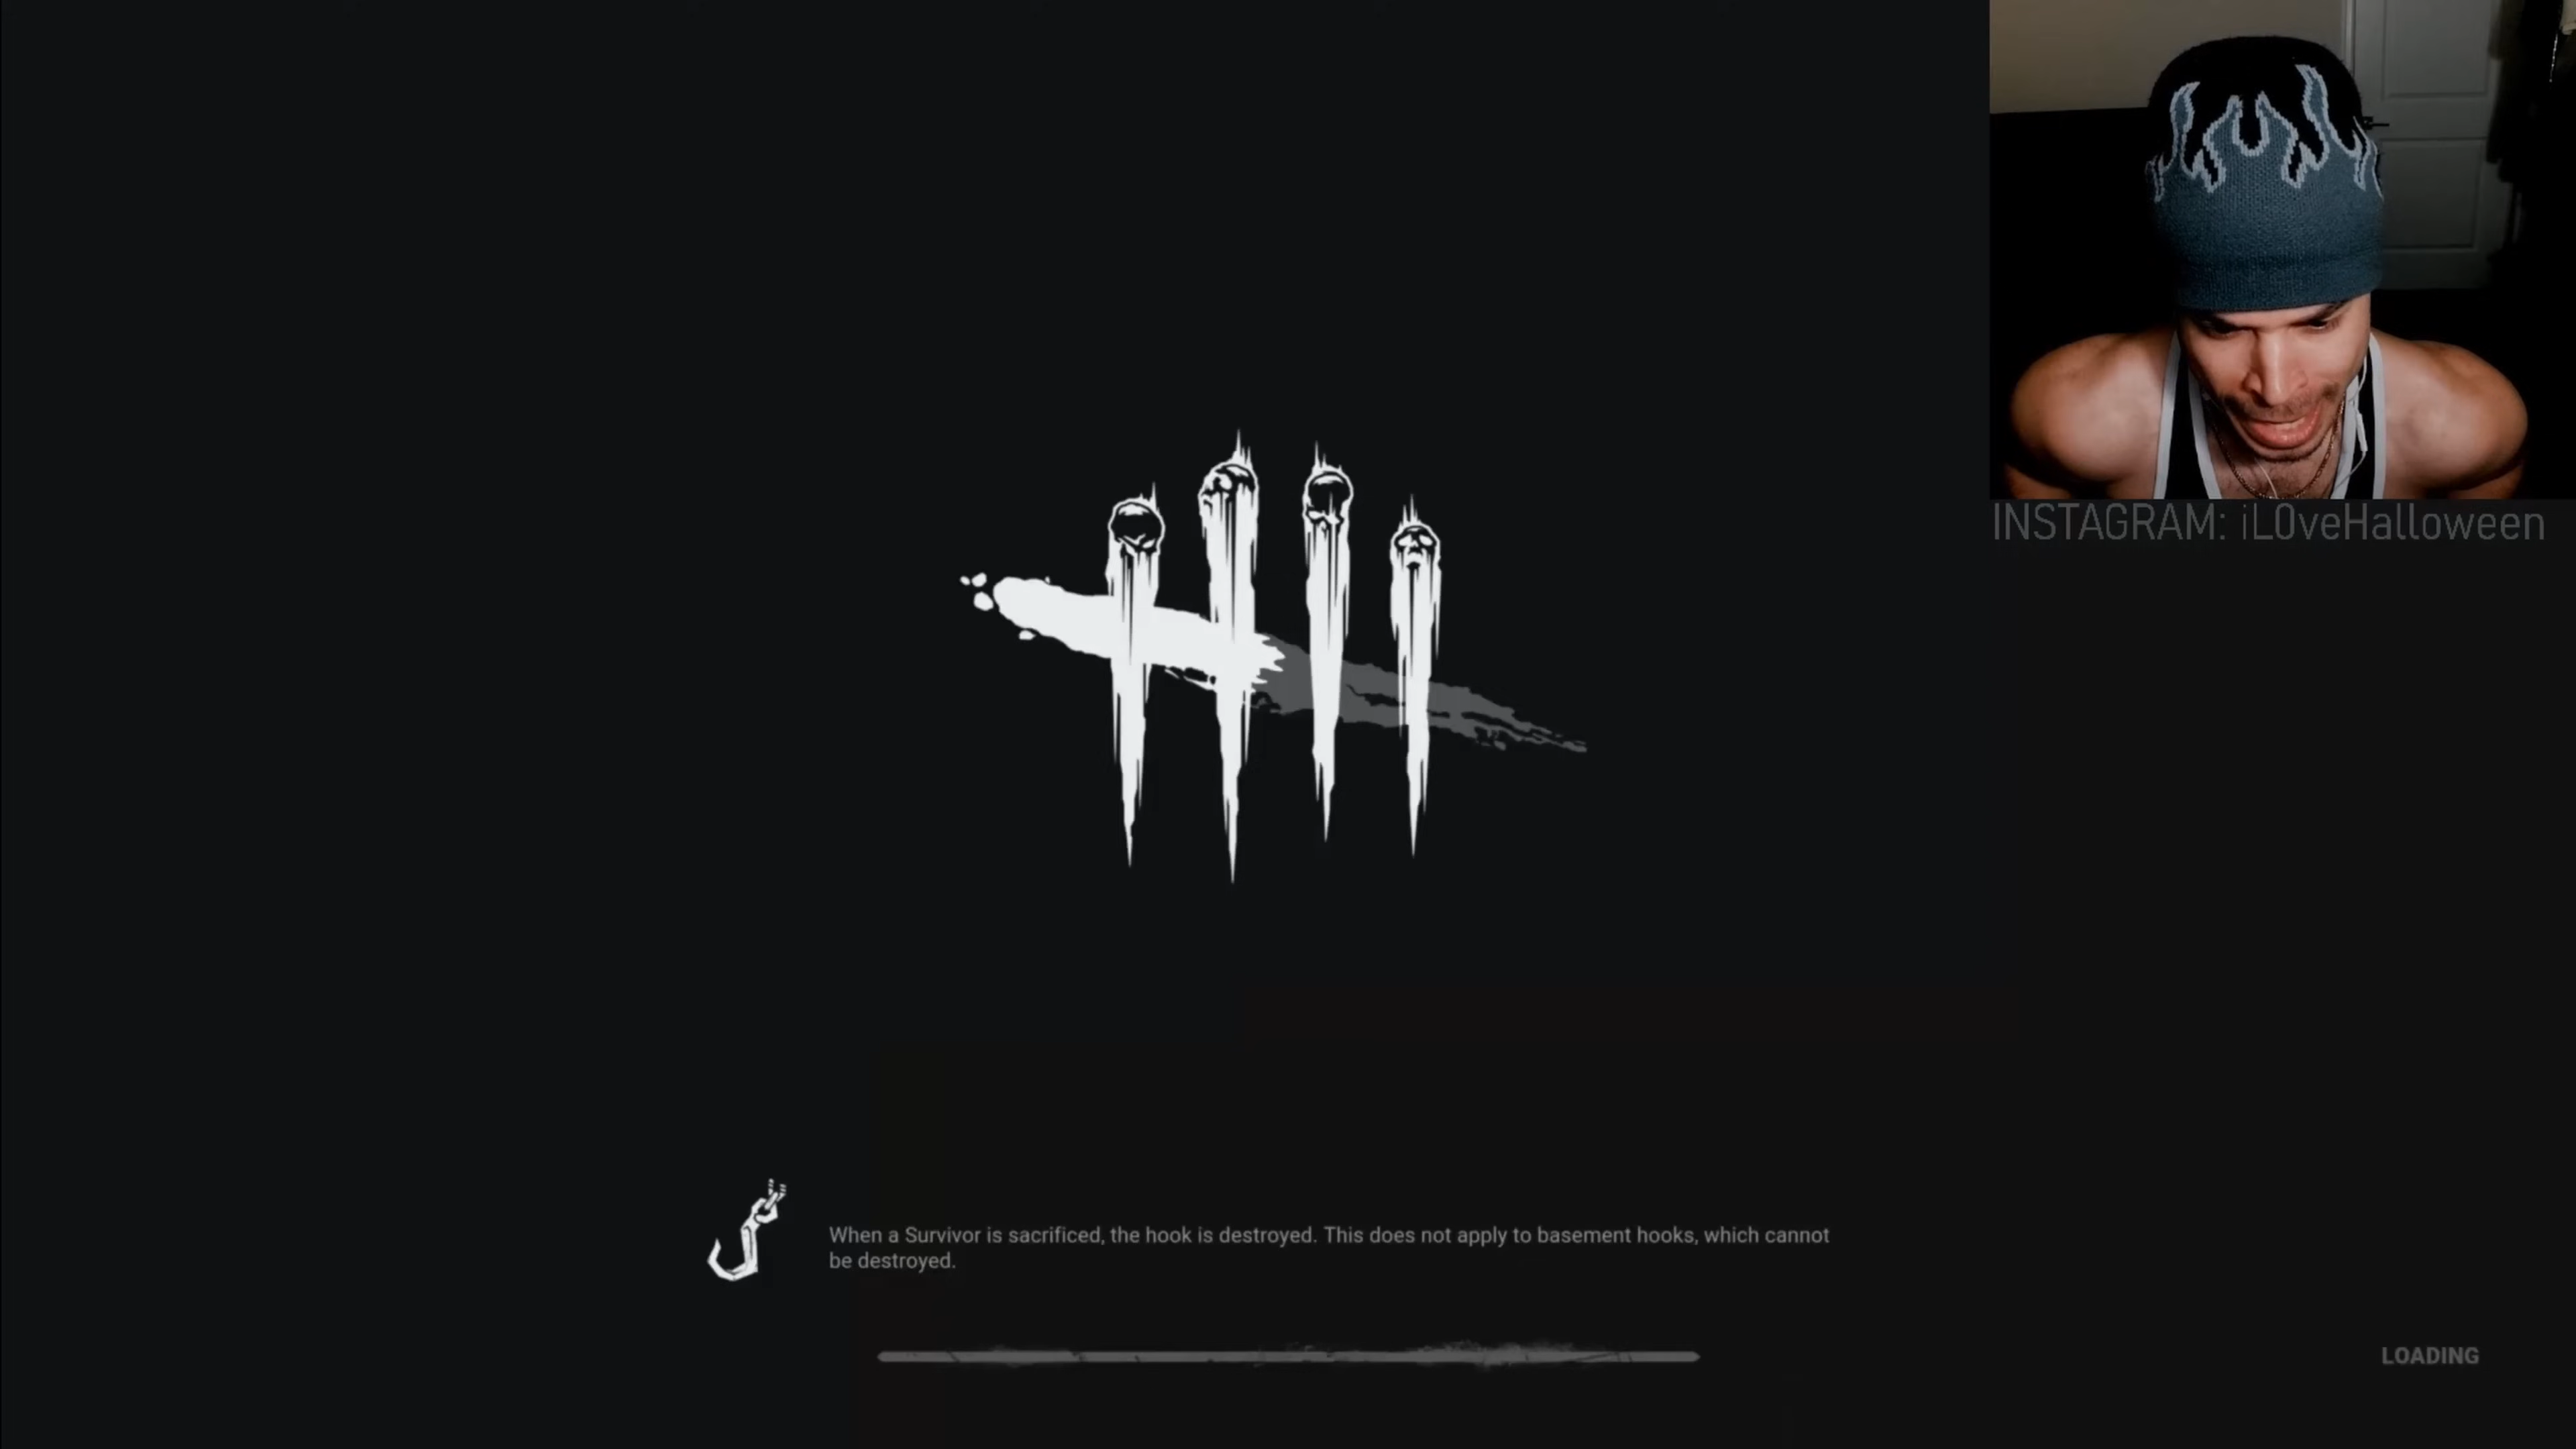 INSTAGRAM: iL0veHalloween
When a Survivor is sacrificed, the hook is destroyed. This does not apply to basement hooks, which cannot
be destroyed.
LOADING